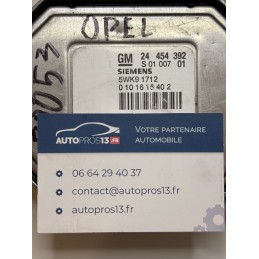 OPEL
GM 24 454 392
S 01 007 01
SIEMENS
5WK9 1712
0 10 16 15 40 2
AUTOPROS13.FR
VOTRE PARTENAIRE
AUTOMOBILE
06 64 29 40 37
contact@autopros13.fr
autopros13.fr